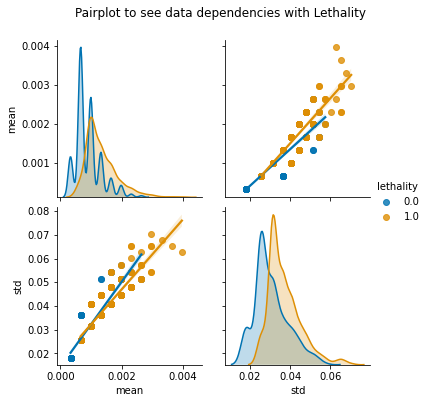 Pairplot to see data dependencies with Lethality
0.004
0.003
0.002
0.001
mean
lethality
0.0
1.0
0.08
0.07
0.06
0.05
0.04
0.03
0.02
std
0.000 0.002 0.004
mean
0.02 0.04 0.06
std